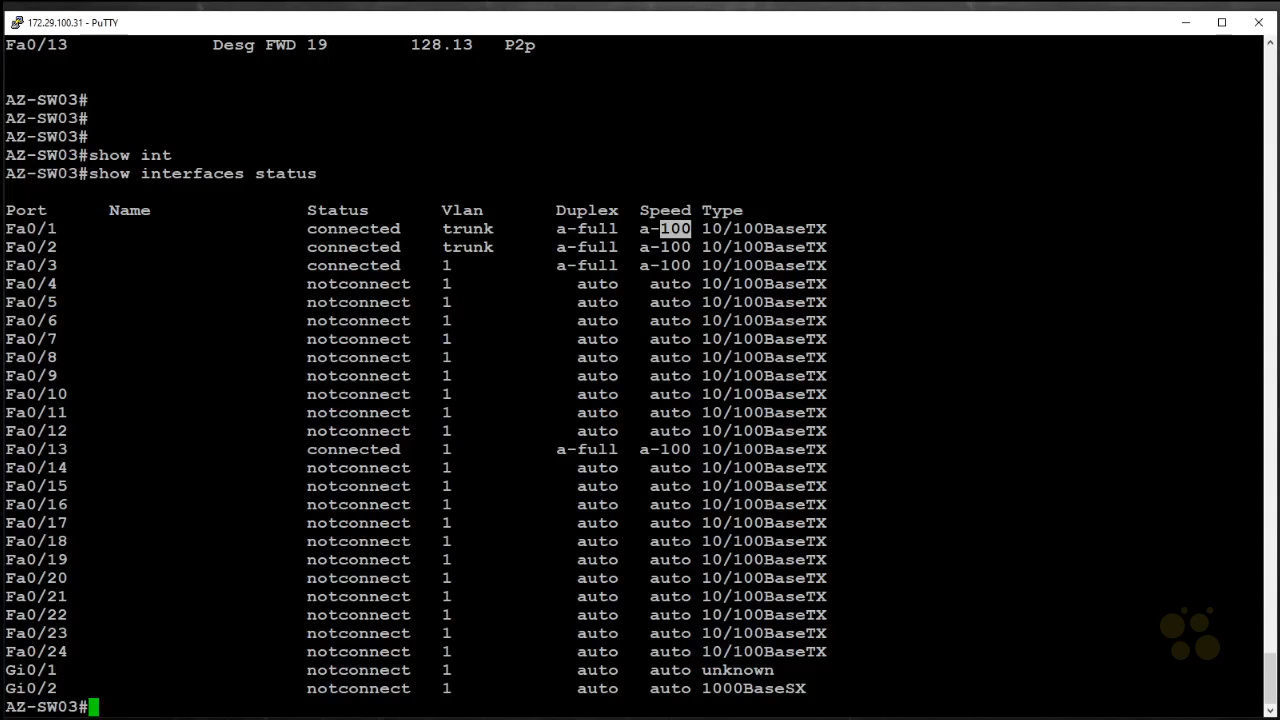 172.29.100.31 - PuTTY
Fa0/13 Desg FWD 19 128.13 P2p
AZ-SW03#
AZ-SW03#
AZ-SW03#
AZ-SW03#show int
AZ-SW03#show interfaces status
Port Name Status Vlan Duplex Speed Type
Fa0/1 connected trunk a-full a-100 10/100BaseTX
Fa0/2 connected trunk a-full a-100 10/100BaseTX
Fa0/3 connected 1 a-full a-100 10/100BaseTX
Fa0/4 notconnect 1 auto auto 10/100BaseTX
Fa0/5 notconnect 1 auto auto 10/100BaseTX
Fa0/6 notconnect 1 auto auto 10/100BaseTX
Fa0/7 notconnect 1 auto auto 10/100BaseTX
Fa0/8 notconnect 1 auto auto 10/100BaseTX
Fa0/9 notconnect 1 auto auto 10/100BaseTX
Fa0/10 notconnect 1 auto auto 10/100BaseTX
Fa0/11 notconnect 1 auto auto 10/100BaseTX
Fa0/12 notconnect 1 auto auto 10/100BaseTX
Fa0/13 connected 1 a-full a-100 10/100BaseTX
Fa0/14 notconnect 1 auto auto 10/100BaseTX
Fa0/15 notconnect 1 auto auto 10/100BaseTX
Fa0/16 notconnect 1 auto auto 10/100BaseTX
Fa0/17 notconnect 1 auto auto 10/100BaseTX
Fa0/18 notconnect 1 auto auto 10/100BaseTX
Fa0/19 notconnect 1 auto auto 10/100BaseTX
Fa0/20 notconnect 1 auto auto 10/100BaseTX
Fa0/21 notconnect 1 auto auto 10/100BaseTX
Fa0/22 notconnect 1 auto auto 10/100BaseTX
Fa0/23 notconnect 1 auto auto 10/100BaseTX
Fa0/24 notconnect 1 auto auto 10/100BaseTX
Gi0/1 notconnect 1 auto auto unknown
Gi0/2 notconnect 1 auto auto 1000BaseSX
AZ-SW03#